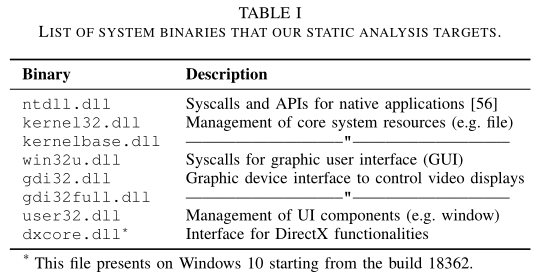 TABLE I
LIST OF SYSTEM BINARIES THAT OUR STATIC ANALYSIS TARGETS.
Binary Description
ntdll.dll Syscalls and APIs for native applications [56]
kernel32.dll Management of core system resources (e.g. file)
kernelbase.dll ——————————"——————————
win32u.dll Syscalls for graphic user interface (GUI)
gdi32.dll Graphic device interface to control video displays
gdi32full.dll ——————————"——————————
user32.dll Management of UI components (e.g. window)
dxcore.dll* Interface for DirectX functionalities
* This file presents on Windows 10 starting from the build 18362.